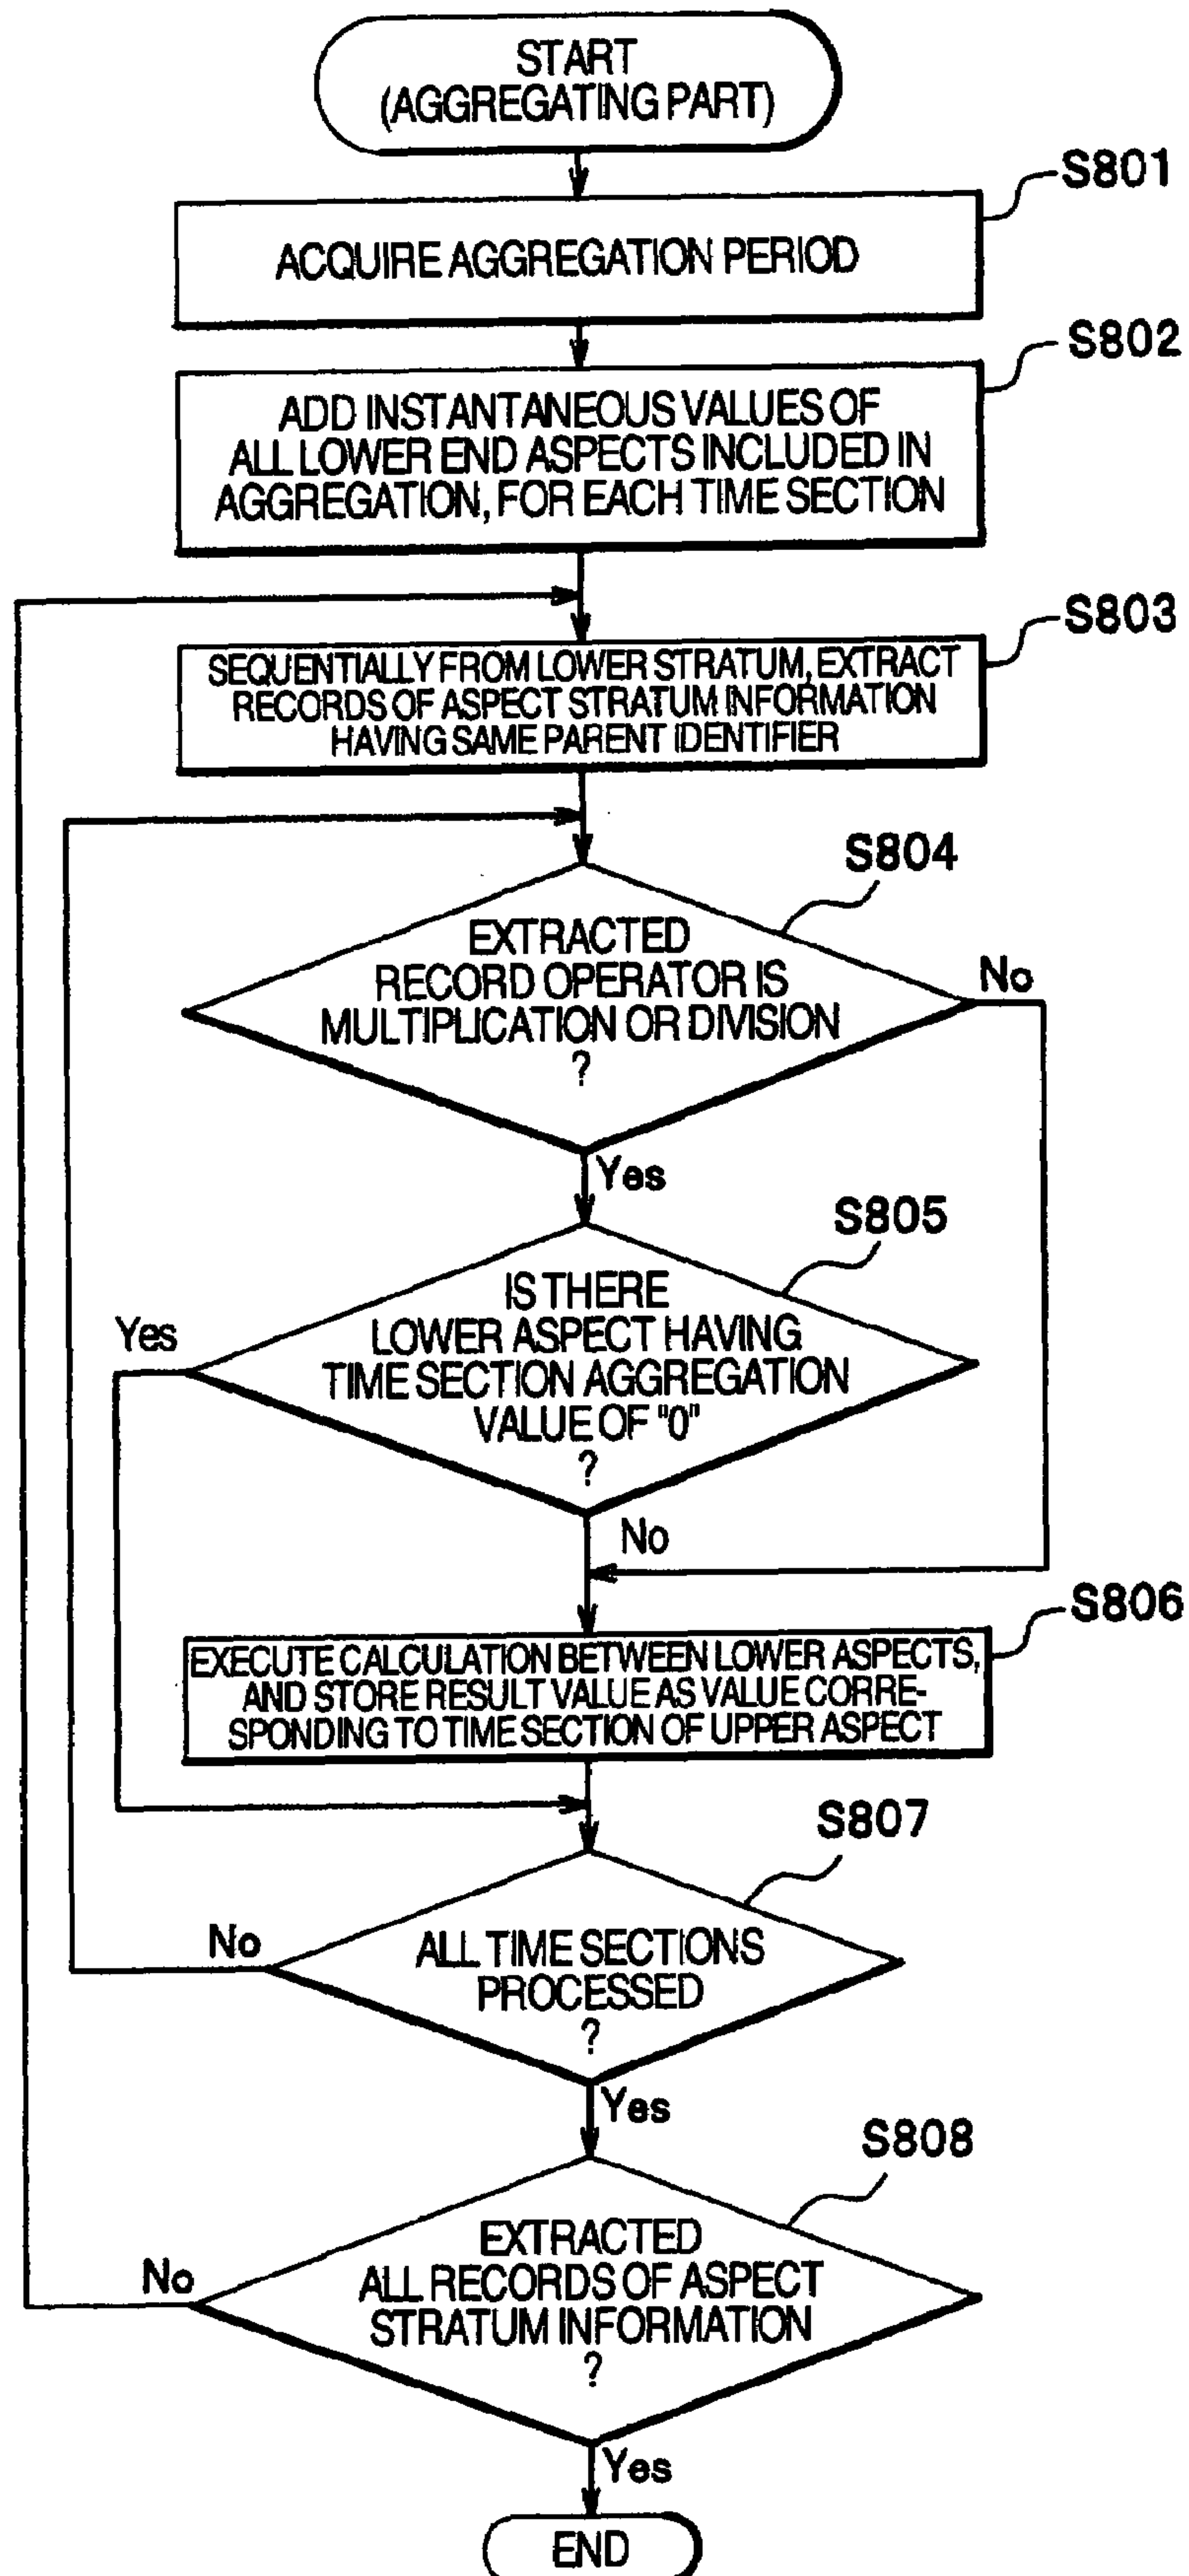 START
(AGGREGATING PART)
S801
ACQUIRE AGGREGATION PERIOD
S802
ADD INSTANTANEOUS VALUES OF
ALL LOWER END ASPECTS INCLUDED IN
AGGREGATION, FOR EACH TIME SECTION
S803
SEQUENTIALLY FROM LOWER STRATUM, EXTRACT
RECORDS OF ASPECT STRATUM INFORMATION
HAVING SAME PARENT IDENTIFIER
S804
EXTRACTED
RECORD OPERATOR IS
MULTIPLICATION OR DIVISION
?
No
Yes
S805
IS THERE
LOWER ASPECT HAVING
TIME SECTION AGGREGATION
VALUE OF "0"
?
Yes
No
S806
EXECUTE CALCULATION BETWEEN LOWER ASPECTS,
AND STORE RESULT VALUE AS VALUE CORRE-
SPONDING TO TIME SECTION OF UPPER ASPECT
S807
ALL TIME SECTIONS
PROCESSED
?
No
Yes
S808
EXTRACTED
ALL RECORDS OF ASPECT
STRATUM INFORMATION
?
No
Yes
END